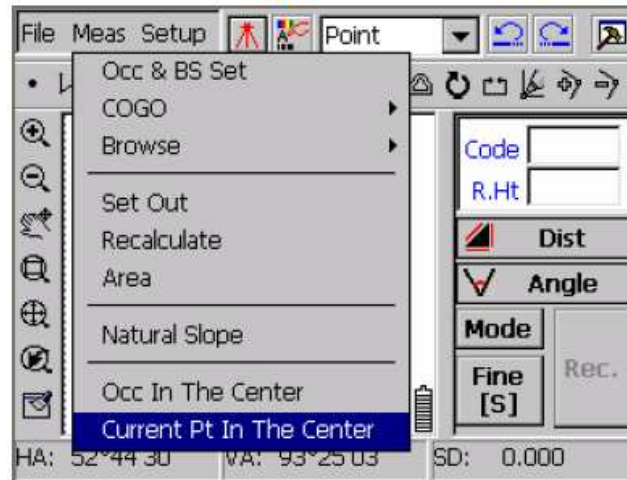 File Meas Setup Point
Occ & BS Set
COGO
Browse
Set Out
Recalculate
Area
Natural Slope
Occ In The Center
Current Pt In The Center
Code
R.Ht
Dist
Angle
Mode
Fine
[S]
Rec.
HA: 52°44'30 VA: 93°25'03 SD: 0.000